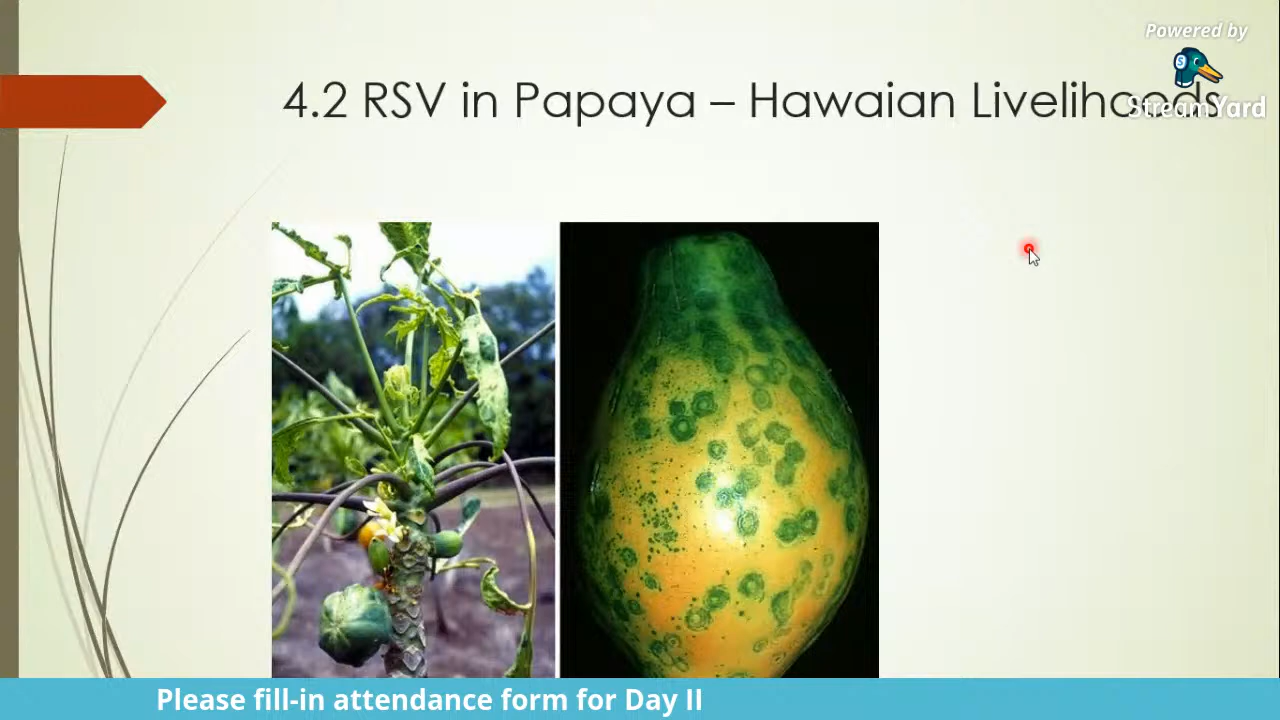 Powered by
S
4.2 RSV in Papaya – Hawaian Livelihoods
StreamYard
Please fill-in attendance form for Day II